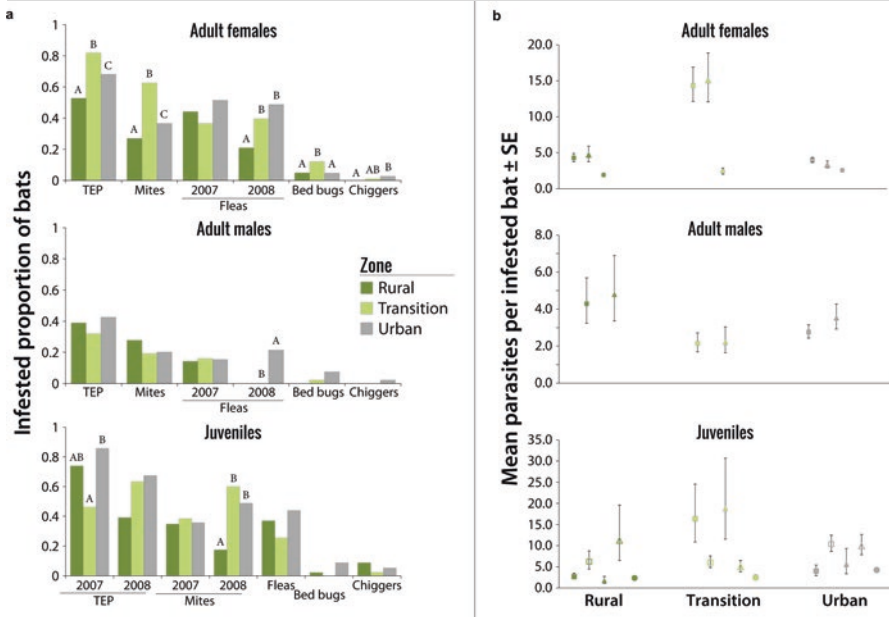 a
Infested proportion of bats
Adult females
1
0.8
0.6
0.4
0.2
0
A B C
A B C
A B B
A B A
A AB B
TEP Mites 2007 2008 Bed bugs Chiggers
Fleas
Adult males
1
0.8
0.6
0.4
0.2
0
B A
TEP Mites 2007 2008 Bed bugs Chiggers
Fleas
Zone
Rural
Transition
Urban
Juveniles
1
0.8
0.6
0.4
0.2
0
AB A B
A B B
2007 2008 2007 2008 Fleas Bed bugs Chiggers
TEP Mites
b
Mean parasites per infested bat ± SE
Adult females
20.0
15.0
10.0
5.0
0.0
Adult males
8.0
6.0
4.0
2.0
0.0
Juveniles
35.0
30.0
25.0
20.0
15.0
10.0
5.0
0.0
Rural Transition Urban